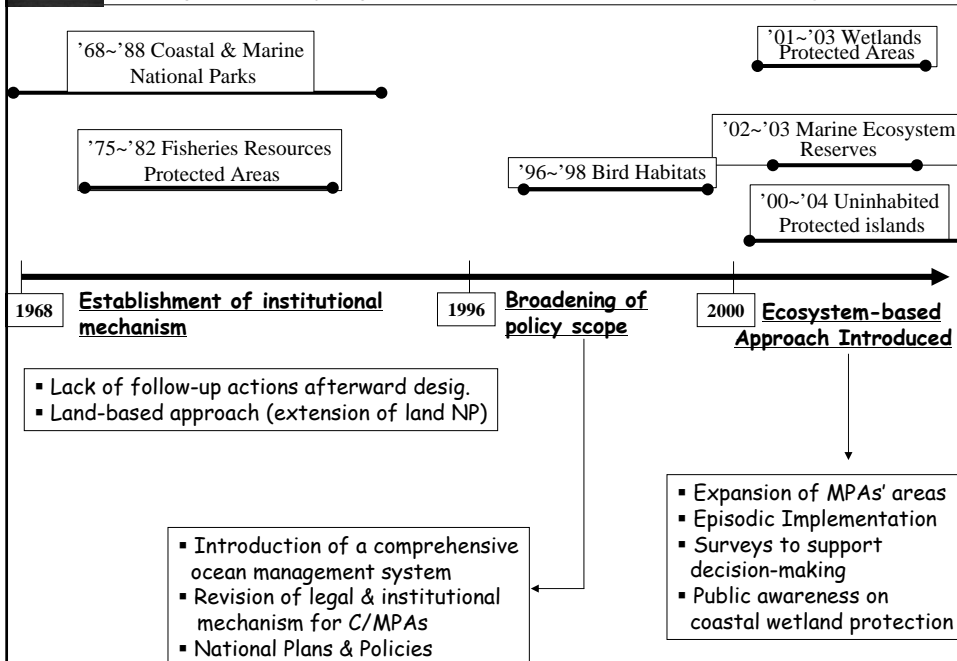 '68~'88 Coastal & Marine
National Parks
'01~'03 Wetlands
Protected Areas
'75~'82 Fisheries Resources
Protected Areas
'02~'03 Marine Ecosystem
Reserves
'96~'98 Bird Habitats
'00~'04 Uninhabited
Protected islands
1968
Establishment of institutional
mechanism
1996
Broadening of
policy scope
2000
Ecosystem-based
Approach Introduced
▪ Lack of follow-up actions afterward desig.
▪ Land-based approach (extension of land NP)
▪ Introduction of a comprehensive
ocean management system
▪ Revision of legal & institutional
mechanism for C/MPAs
▪ National Plans & Policies
▪ Expansion of MPAs' areas
▪ Episodic Implementation
▪ Surveys to support
decision-making
▪ Public awareness on
coastal wetland protection